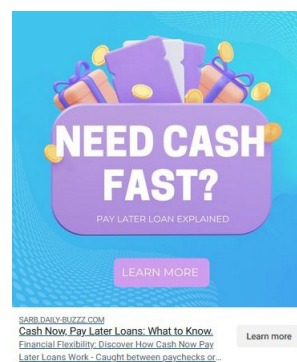 NEED CASH
FAST?
PAY LATER LOAN EXPLAINED
LEARN MORE
SARB.DAILY-BUZZZ.COM
Cash Now, Pay Later Loans: What to Know.
Financial Flexibility: Discover How Cash Now Pay
Later Loans Work - Caught between paychecks or...
Learn more